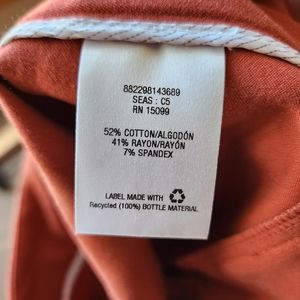 882298143689
SEAS : C5
RN 15099
52% COTTON/ALGODÓN
41% RAYON/RAYÓN
7% SPANDEX
LABEL MADE WITH
Recycled (100%) BOTTLE MATERIAL